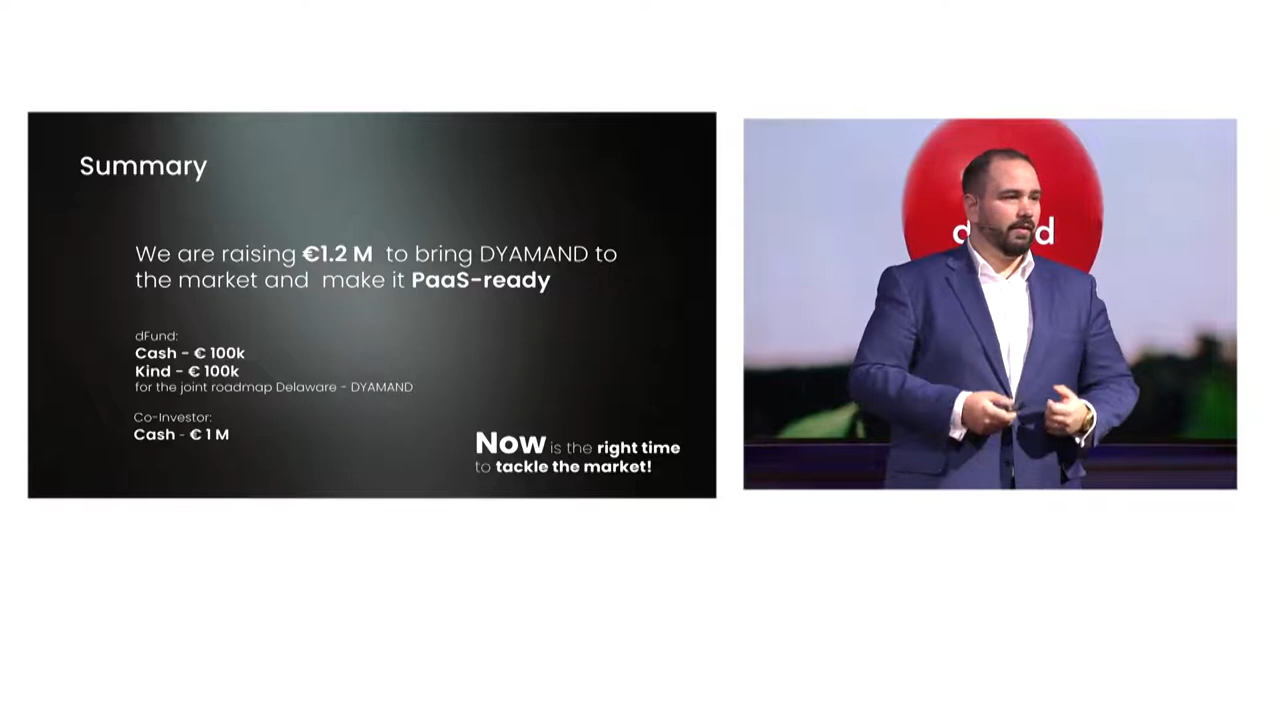 Summary
We are raising €1.2 M to bring DYAMAND to
the market and make it PaaS-ready
dFund:
Cash - € 100k
Kind - € 100k
for the joint roadmap Delaware - DYAMAND
Co-Investor:
Cash - € 1 M
Now is the right time
to tackle the market!